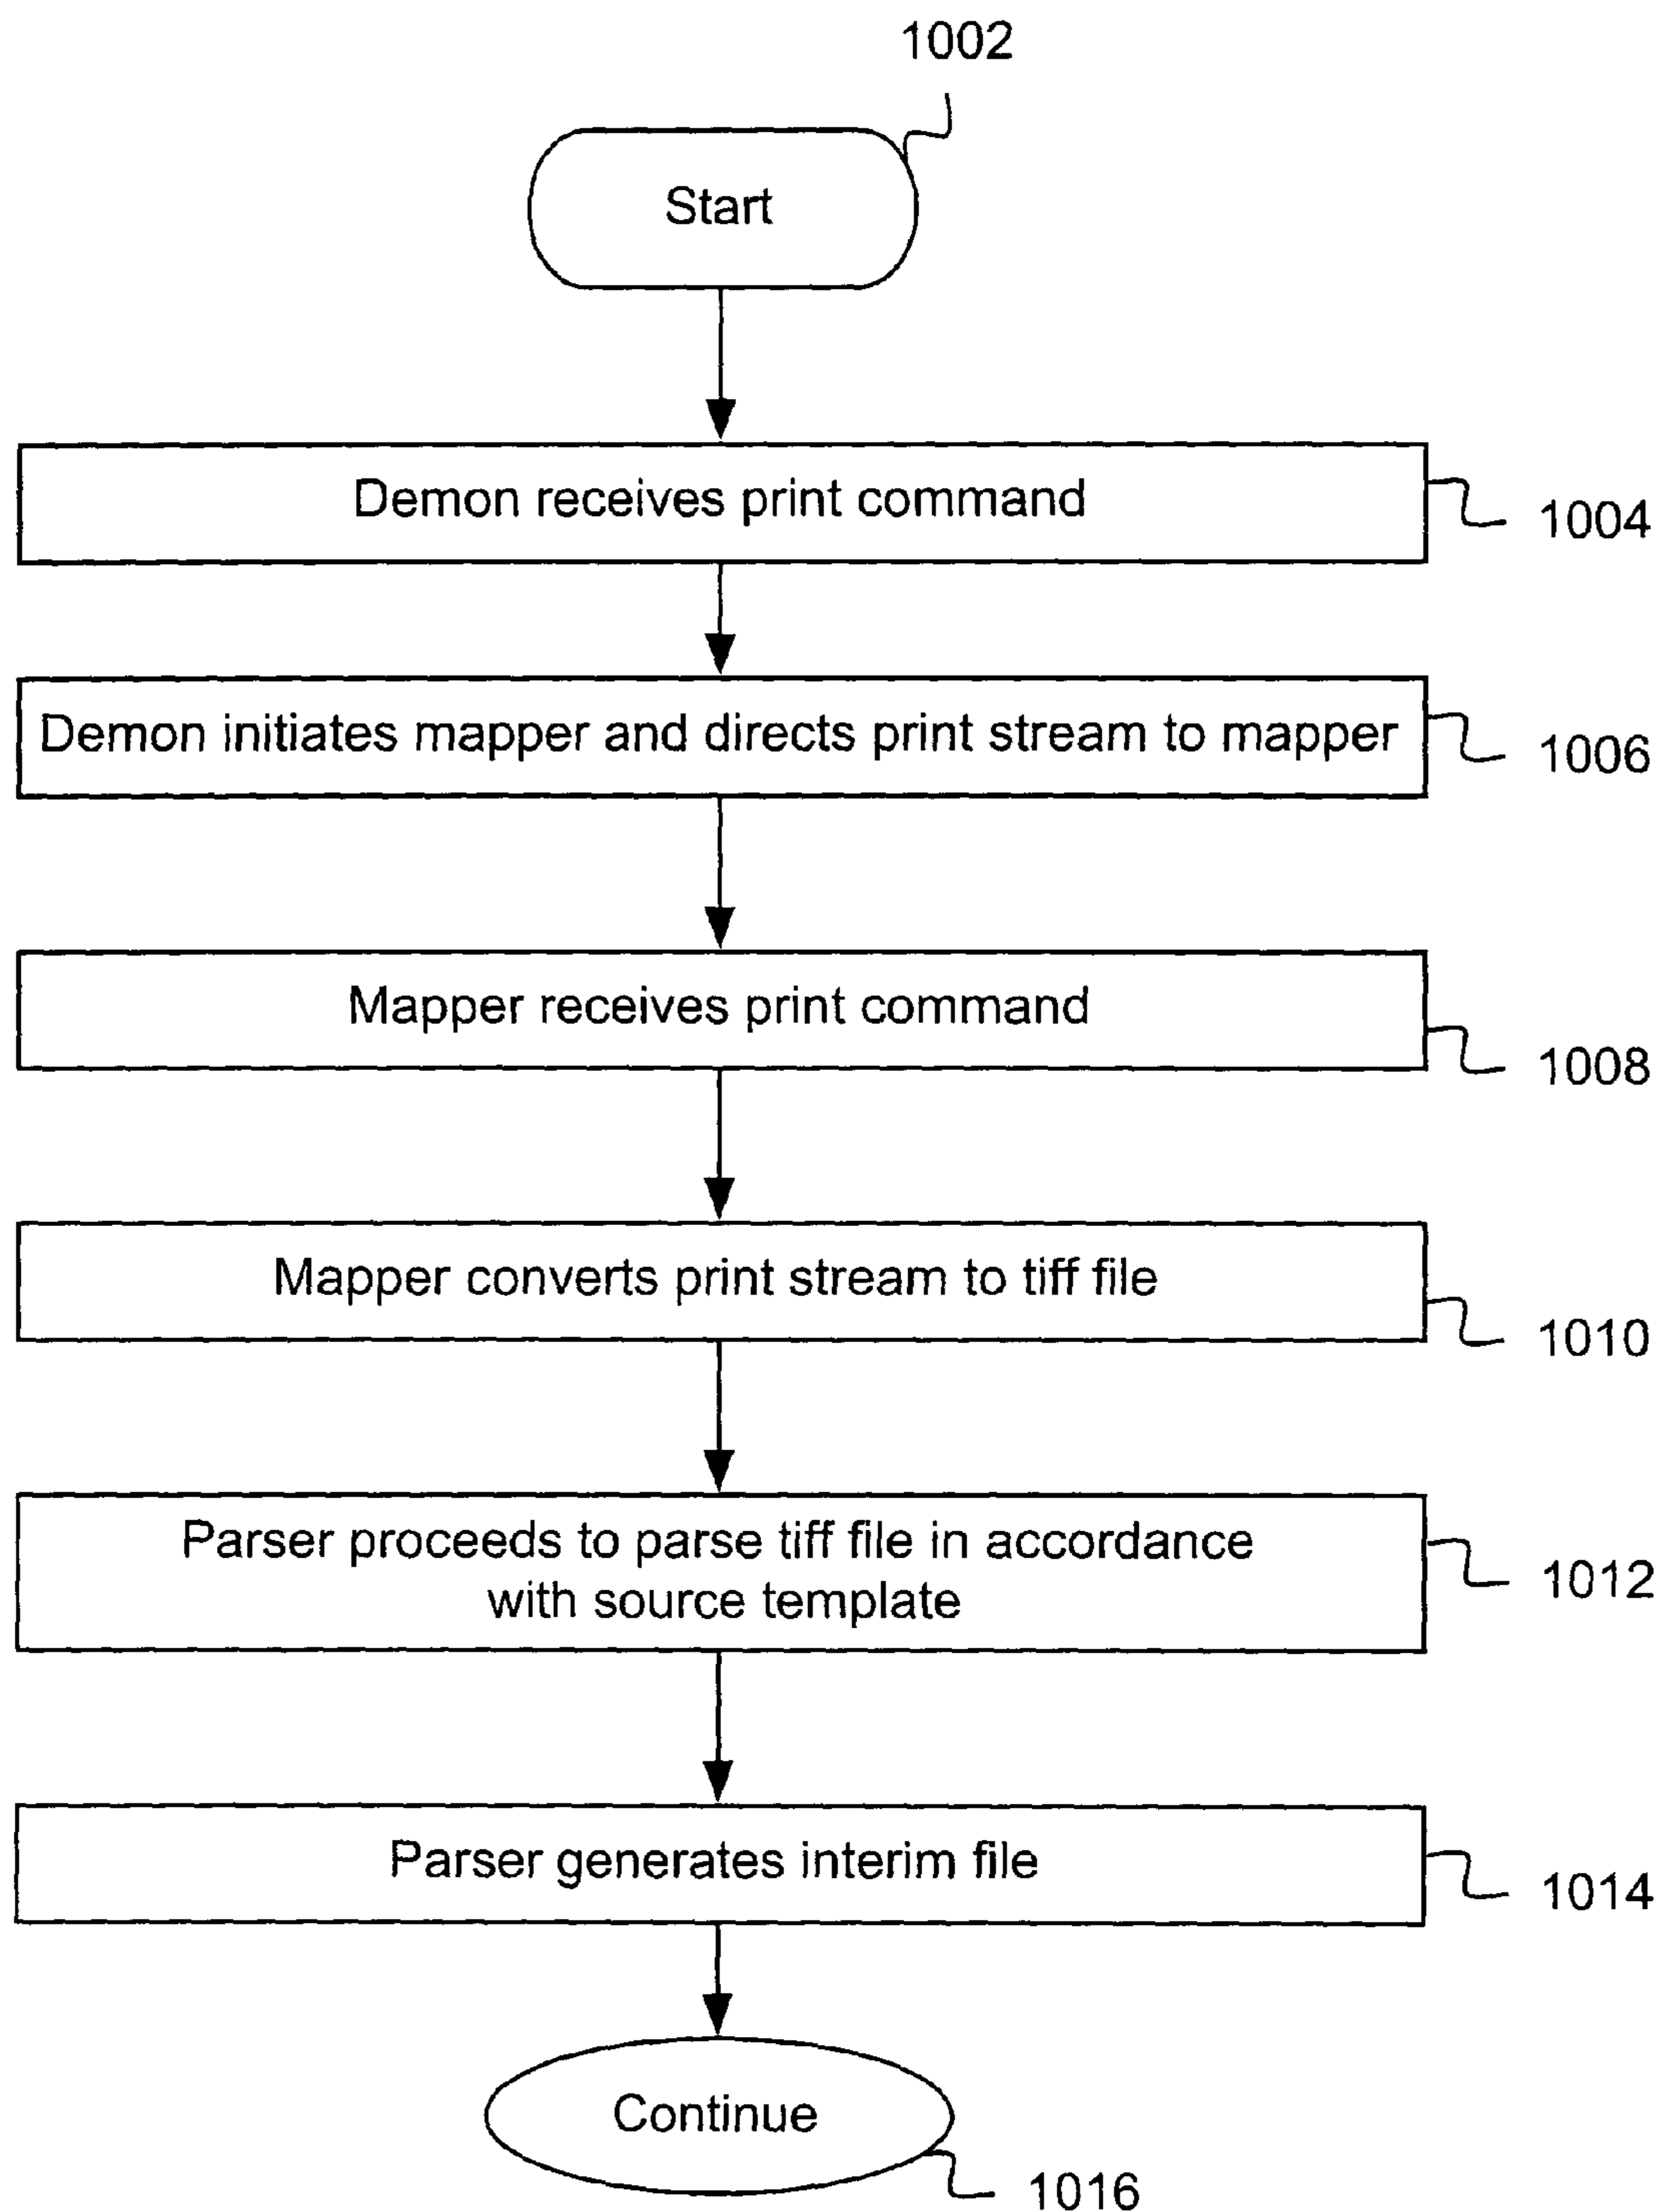 1002
Start
Demon receives print command
1004
Demon initiates mapper and directs print stream to mapper
1006
Mapper receives print command
1008
Mapper converts print stream to tiff file
1010
Parser proceeds to parse tiff file in accordance
with source template
1012
Parser generates interim file
1014
Continue
1016